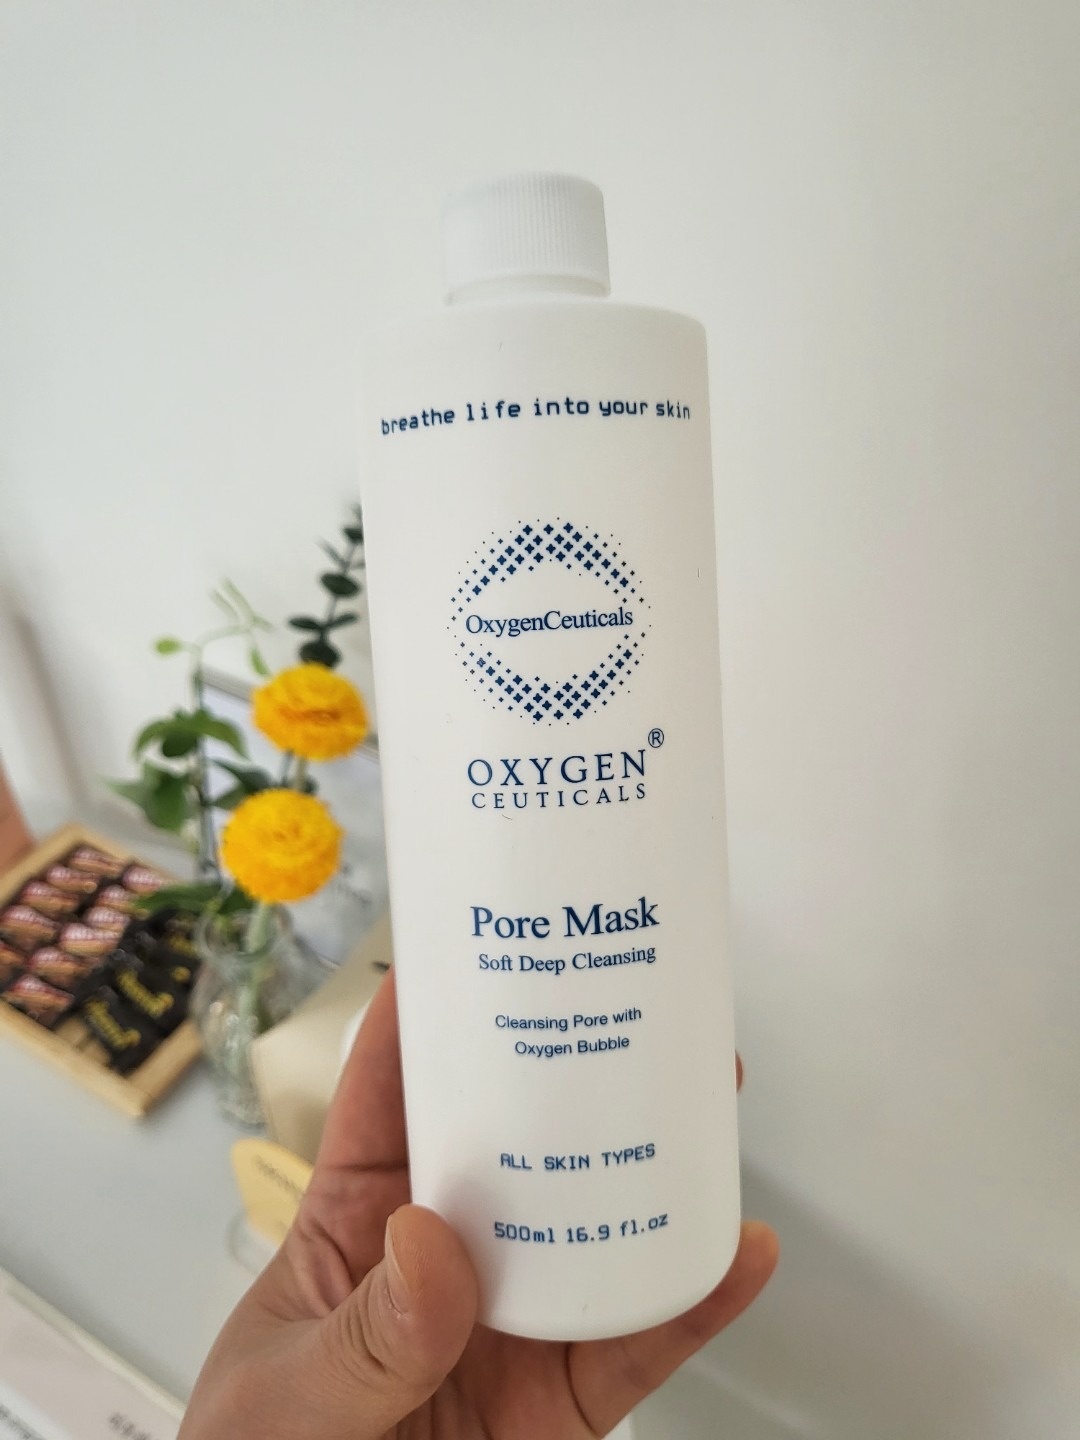 breathe life into your skin
OxygenCeuticals
OXYGEN®
CEUTICALS
Pore Mask
Soft Deep Cleansing
Cleansing Pore with
Oxygen Bubble
ALL SKIN TYPES
500ml 16.9 fl.oz